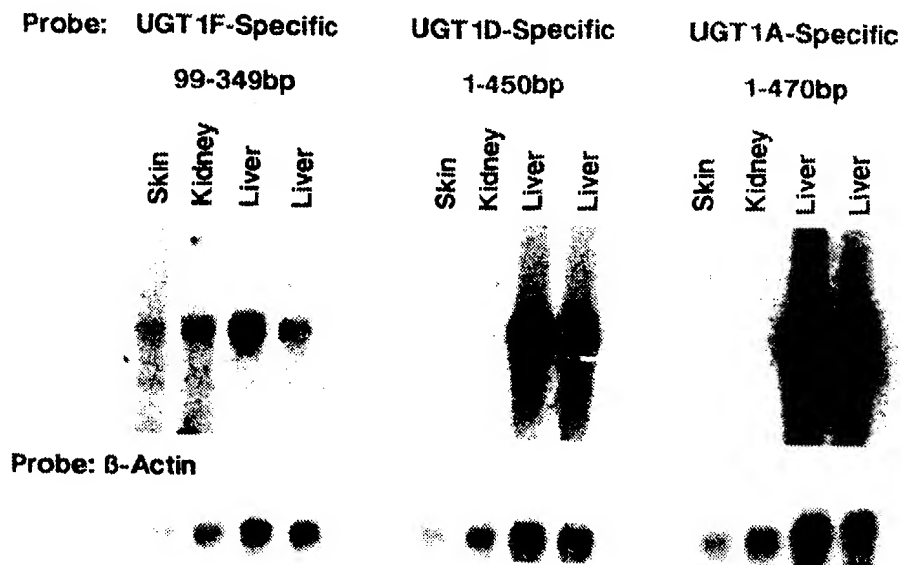 Probe: UGT1F-Specific UGT1D-Specific UGT1A-Specific
99-349bp 1-450bp 1-470bp
Skin Kidney Liver Liver Skin Kidney Liver Liver Skin Kidney Liver Liver
Probe: ß-Actin